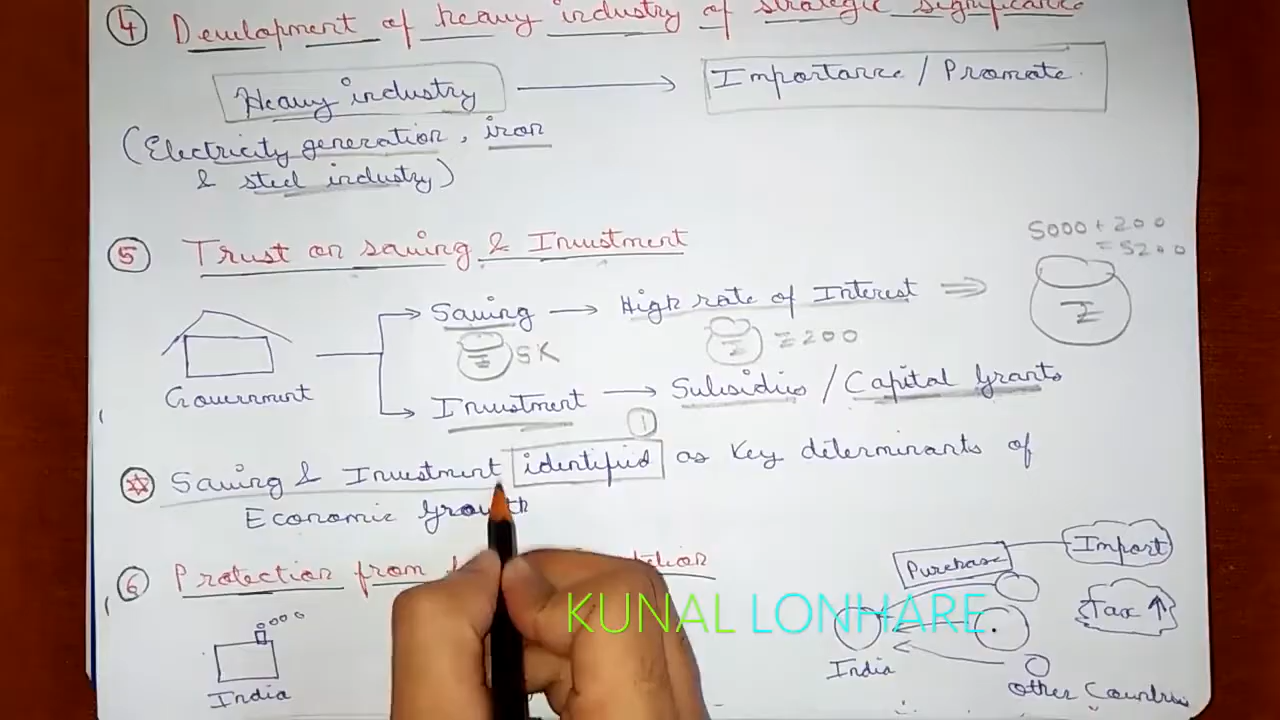 ④ Development of heavy industry of strategic significance
Heavy industry → Importance / Promote.
(Electricity generation, iron
& steel industry)
⑤ Trust on saving & Investment
5000 + 200
= 5200
Saving → High rate of Interest ⇒
5K
= 200
Government
Investment → Subsidies / Capital Grants
①
Saving & Investment identified as key determinants of
Economic Growth
⑥ Protection from
Purchase
Import
KUNAL LONHARE
Tax ↑
India
India
Other Countries